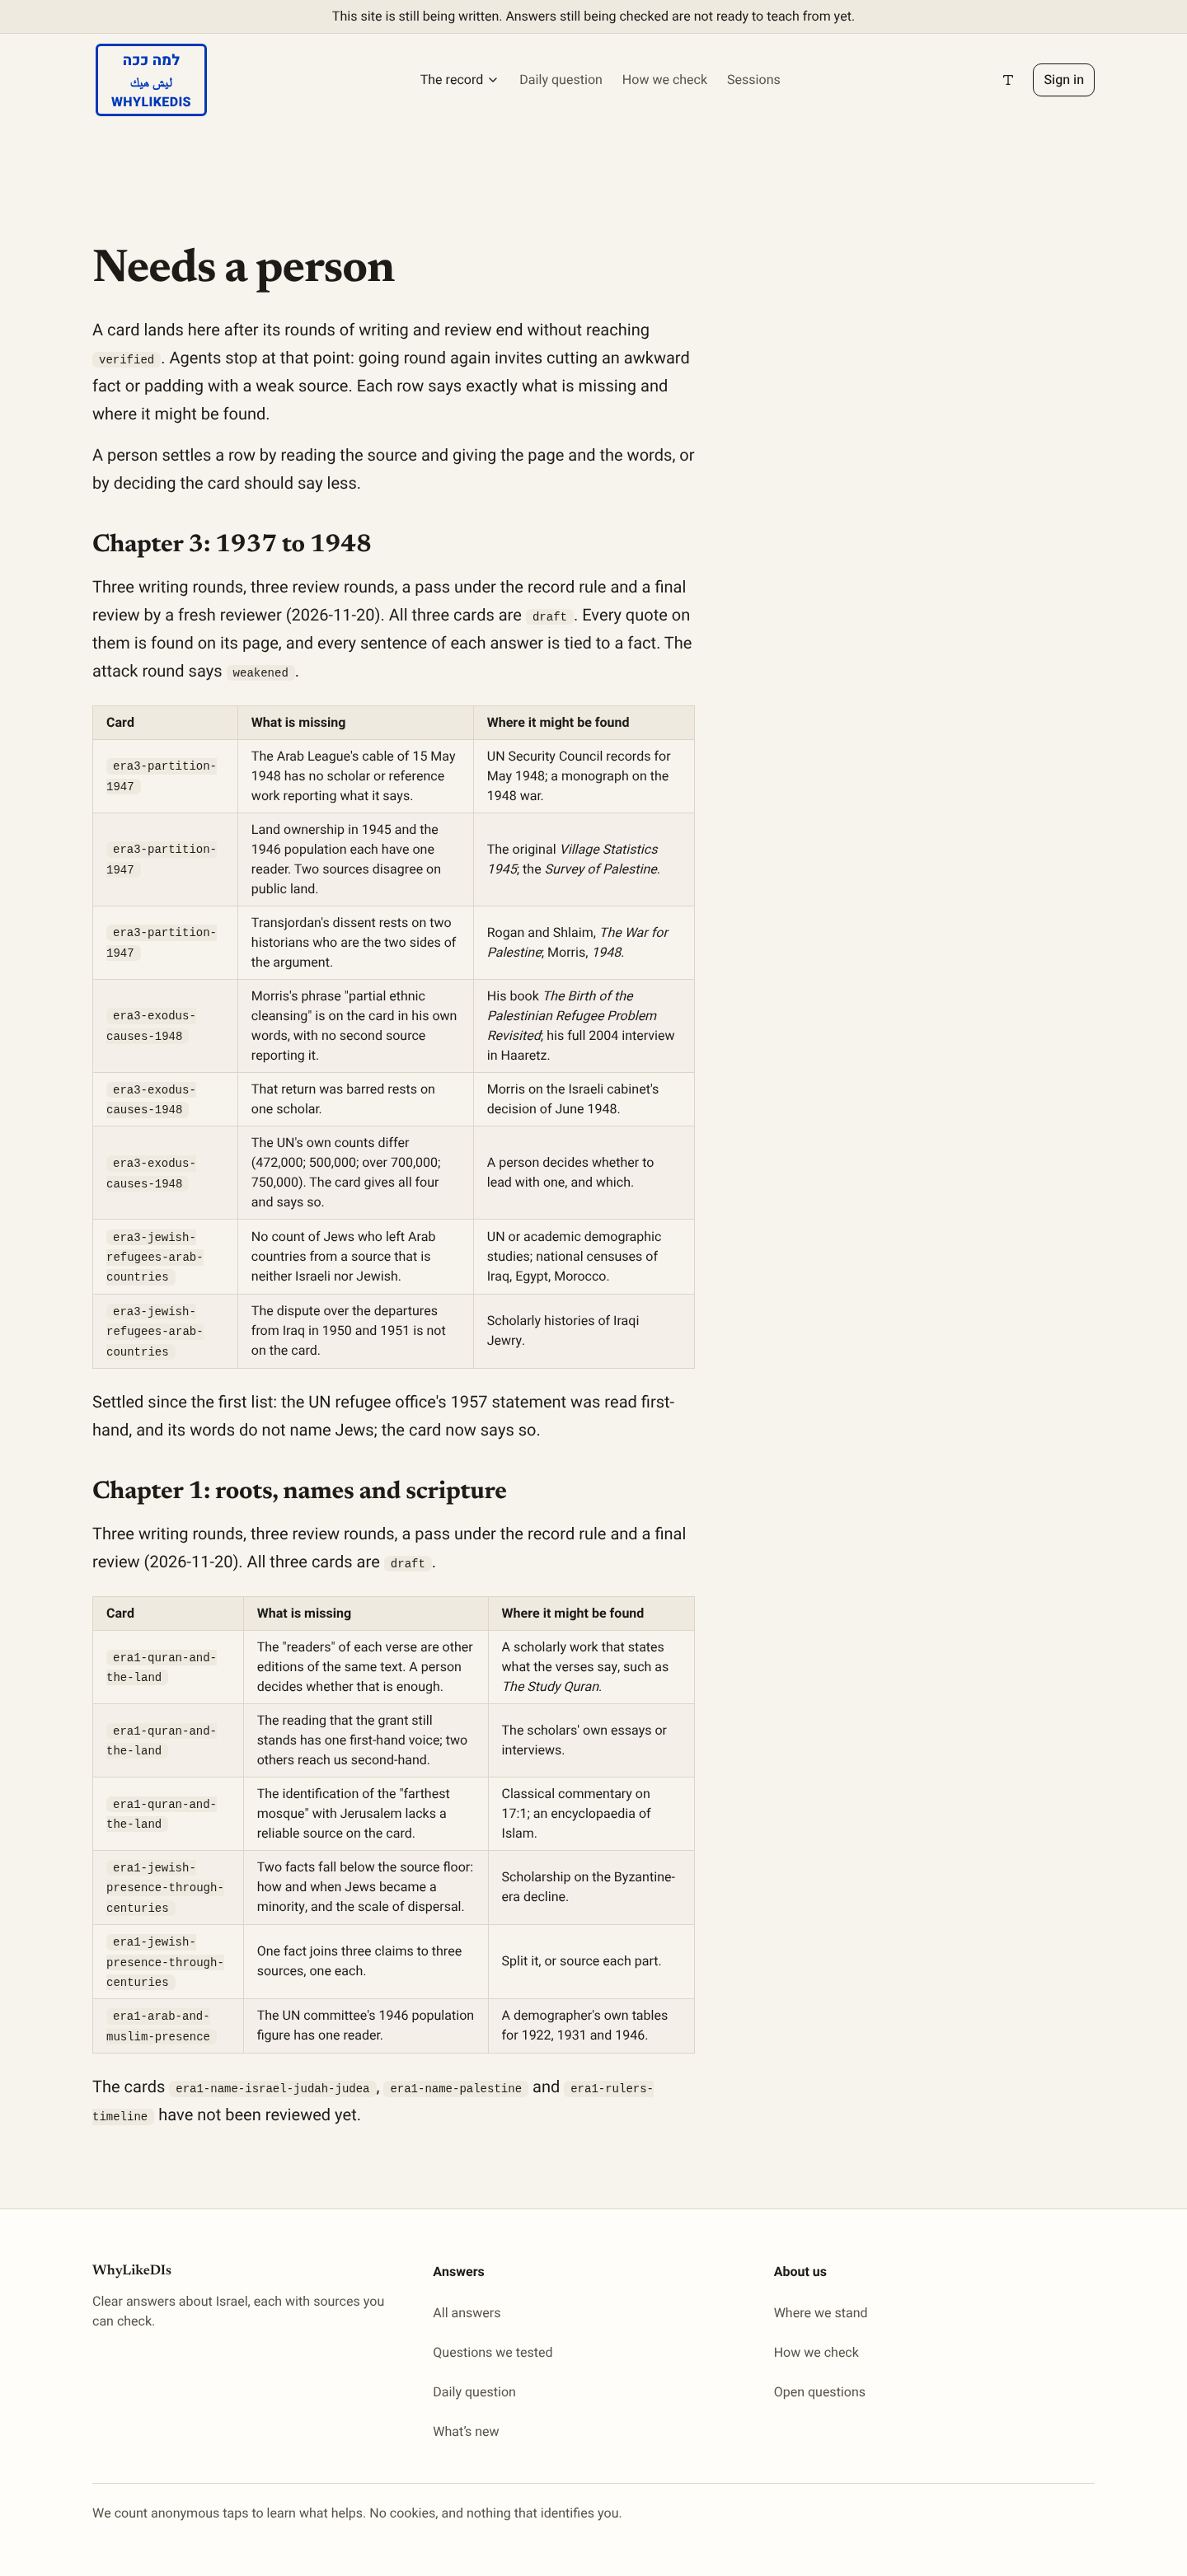 This site is still being written. Answers still being checked are not ready to teach from yet.
למה ככה
ليش هيك
WHYLIKEDIS
The record
Daily question
How we check
Sessions
T
Sign in
Needs a person
A card lands here after its rounds of writing and review end without reaching
verified. Agents stop at that point: going round again invites cutting an awkward
fact or padding with a weak source. Each row says exactly what is missing and
where it might be found.
A person settles a row by reading the source and giving the page and the words, or
by deciding the card should say less.
Chapter 3: 1937 to 1948
Three writing rounds, three review rounds, a pass under the record rule and a final
review by a fresh reviewer (2026-11-20). All three cards are draft. Every quote on
them is found on its page, and every sentence of each answer is tied to a fact. The
attack round says weakened.
Card
What is missing
Where it might be found
era3-partition-
1947
The Arab League's cable of 15 May
1948 has no scholar or reference
work reporting what it says.
UN Security Council records for
May 1948; a monograph on the
1948 war.
era3-partition-
1947
Land ownership in 1945 and the
1946 population each have one
reader. Two sources disagree on
public land.
The original Village Statistics
1945; the Survey of Palestine.
era3-partition-
1947
Transjordan's dissent rests on two
historians who are the two sides of
the argument.
Rogan and Shlaim, The War for
Palestine; Morris, 1948.
era3-exodus-
causes-1948
Morris's phrase "partial ethnic
cleansing" is on the card in his own
words, with no second source
reporting it.
His book The Birth of the
Palestinian Refugee Problem
Revisited; his full 2004 interview
in Haaretz.
era3-exodus-
causes-1948
That return was barred rests on
one scholar.
Morris on the Israeli cabinet's
decision of June 1948.
era3-exodus-
causes-1948
The UN's own counts differ
(472,000; 500,000; over 700,000;
750,000). The card gives all four
and says so.
A person decides whether to
lead with one, and which.
era3-jewish-
refugees-arab-
countries
No count of Jews who left Arab
countries from a source that is
neither Israeli nor Jewish.
UN or academic demographic
studies; national censuses of
Iraq, Egypt, Morocco.
era3-jewish-
refugees-arab-
countries
The dispute over the departures
from Iraq in 1950 and 1951 is not
on the card.
Scholarly histories of Iraqi
Jewry.
Settled since the first list: the UN refugee office's 1957 statement was read first-
hand, and its words do not name Jews; the card now says so.
Chapter 1: roots, names and scripture
Three writing rounds, three review rounds, a pass under the record rule and a final
review (2026-11-20). All three cards are draft.
Card
What is missing
Where it might be found
era1-quran-and-
the-land
The "readers" of each verse are other
editions of the same text. A person
decides whether that is enough.
A scholarly work that states
what the verses say, such as
The Study Quran.
era1-quran-and-
the-land
The reading that the grant still
stands has one first-hand voice; two
others reach us second-hand.
The scholars' own essays or
interviews.
era1-quran-and-
the-land
The identification of the "farthest
mosque" with Jerusalem lacks a
reliable source on the card.
Classical commentary on
17:1; an encyclopaedia of
Islam.
era1-jewish-
presence-through-
centuries
Two facts fall below the source floor:
how and when Jews became a
minority, and the scale of dispersal.
Scholarship on the Byzantine-
era decline.
era1-jewish-
presence-through-
centuries
One fact joins three claims to three
sources, one each.
Split it, or source each part.
era1-arab-and-
muslim-presence
The UN committee's 1946 population
figure has one reader.
A demographer's own tables
for 1922, 1931 and 1946.
The cards era1-name-israel-judah-judea, era1-name-palestine and era1-rulers-
timeline have not been reviewed yet.
WhyLikeDIs
Clear answers about Israel, each with sources you
can check.
Answers
All answers
Questions we tested
Daily question
What's new
About us
Where we stand
How we check
Open questions
We count anonymous taps to learn what helps. No cookies, and nothing that identifies you.